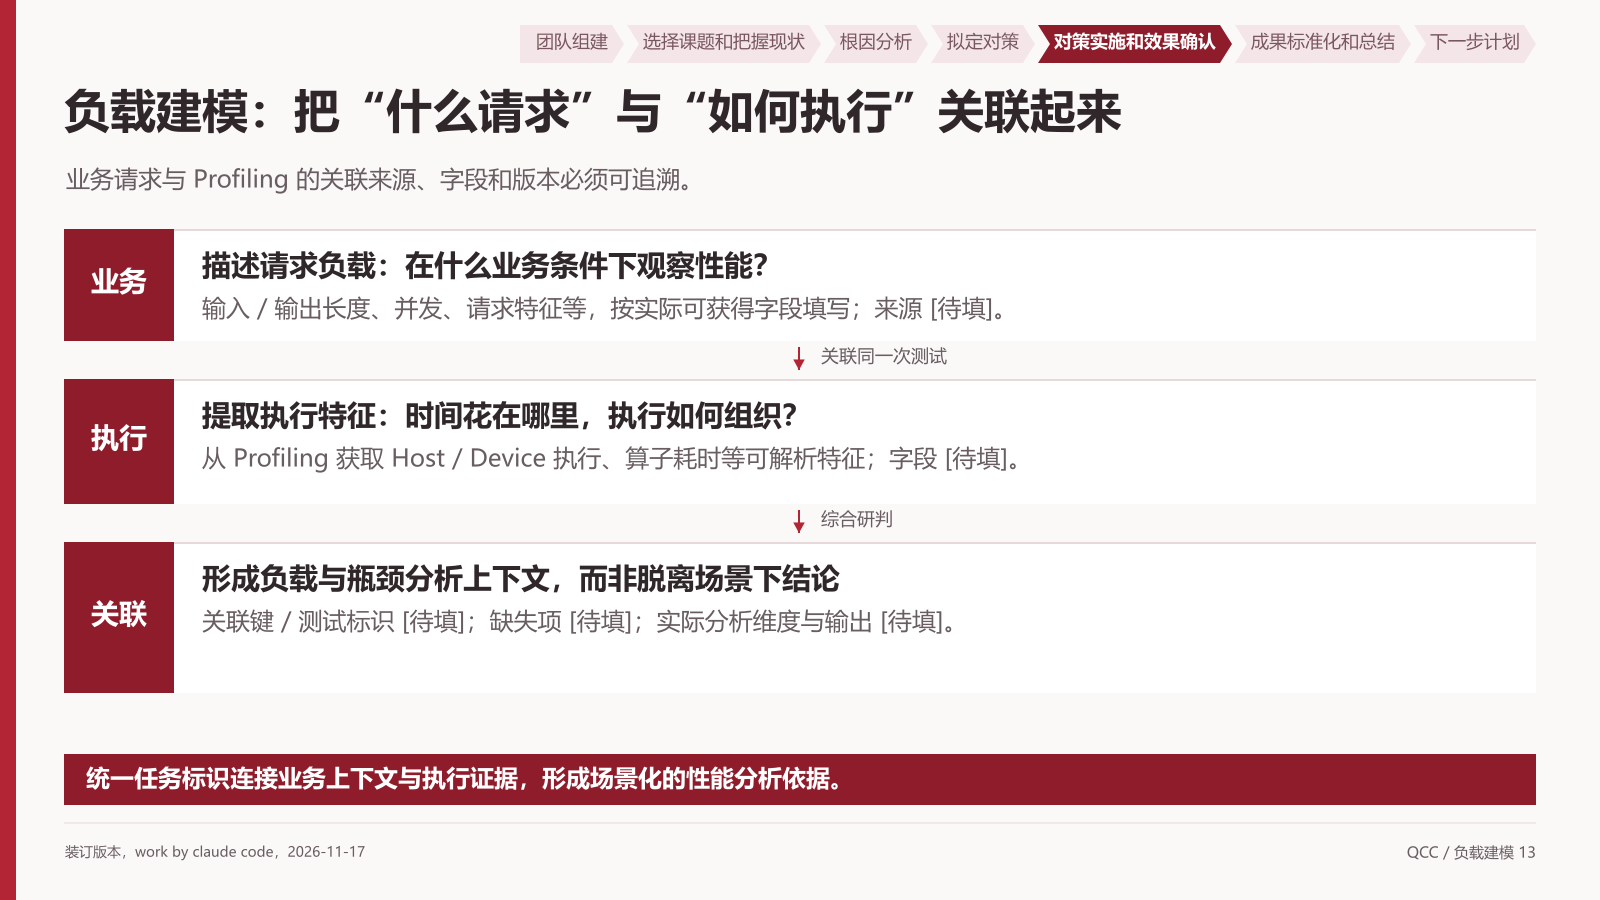 团队组建
选择课题和把握现状
根因分析
拟定对策
对策实施和效果确认
成果标准化和总结
下一步计划
负载建模：把“什么请求”与“如何执行”关联起来
业务请求与 Profiling 的关联来源、字段和版本必须可追溯。
业务
描述请求负载：在什么业务条件下观察性能？
输入 / 输出长度、并发、请求特征等，按实际可获得字段填写；来源 [待填]。
关联同一次测试
执行
提取执行特征：时间花在哪里，执行如何组织？
从 Profiling 获取 Host / Device 执行、算子耗时等可解析特征；字段 [待填]。
综合研判
关联
形成负载与瓶颈分析上下文，而非脱离场景下结论
关联键 / 测试标识 [待填]；缺失项 [待填]；实际分析维度与输出 [待填]。
统一任务标识连接业务上下文与执行证据，形成场景化的性能分析依据。
装订版本，work by claude code，2026-11-17
QCC / 负载建模 13